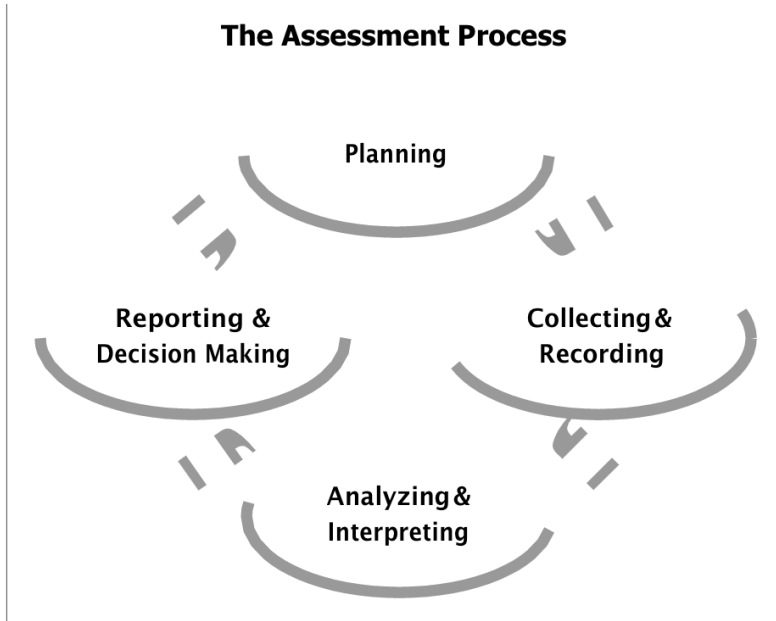 The Assessment Process
Planning
Reporting &
Decision Making
Collecting &
Recording
Analyzing &
Interpreting